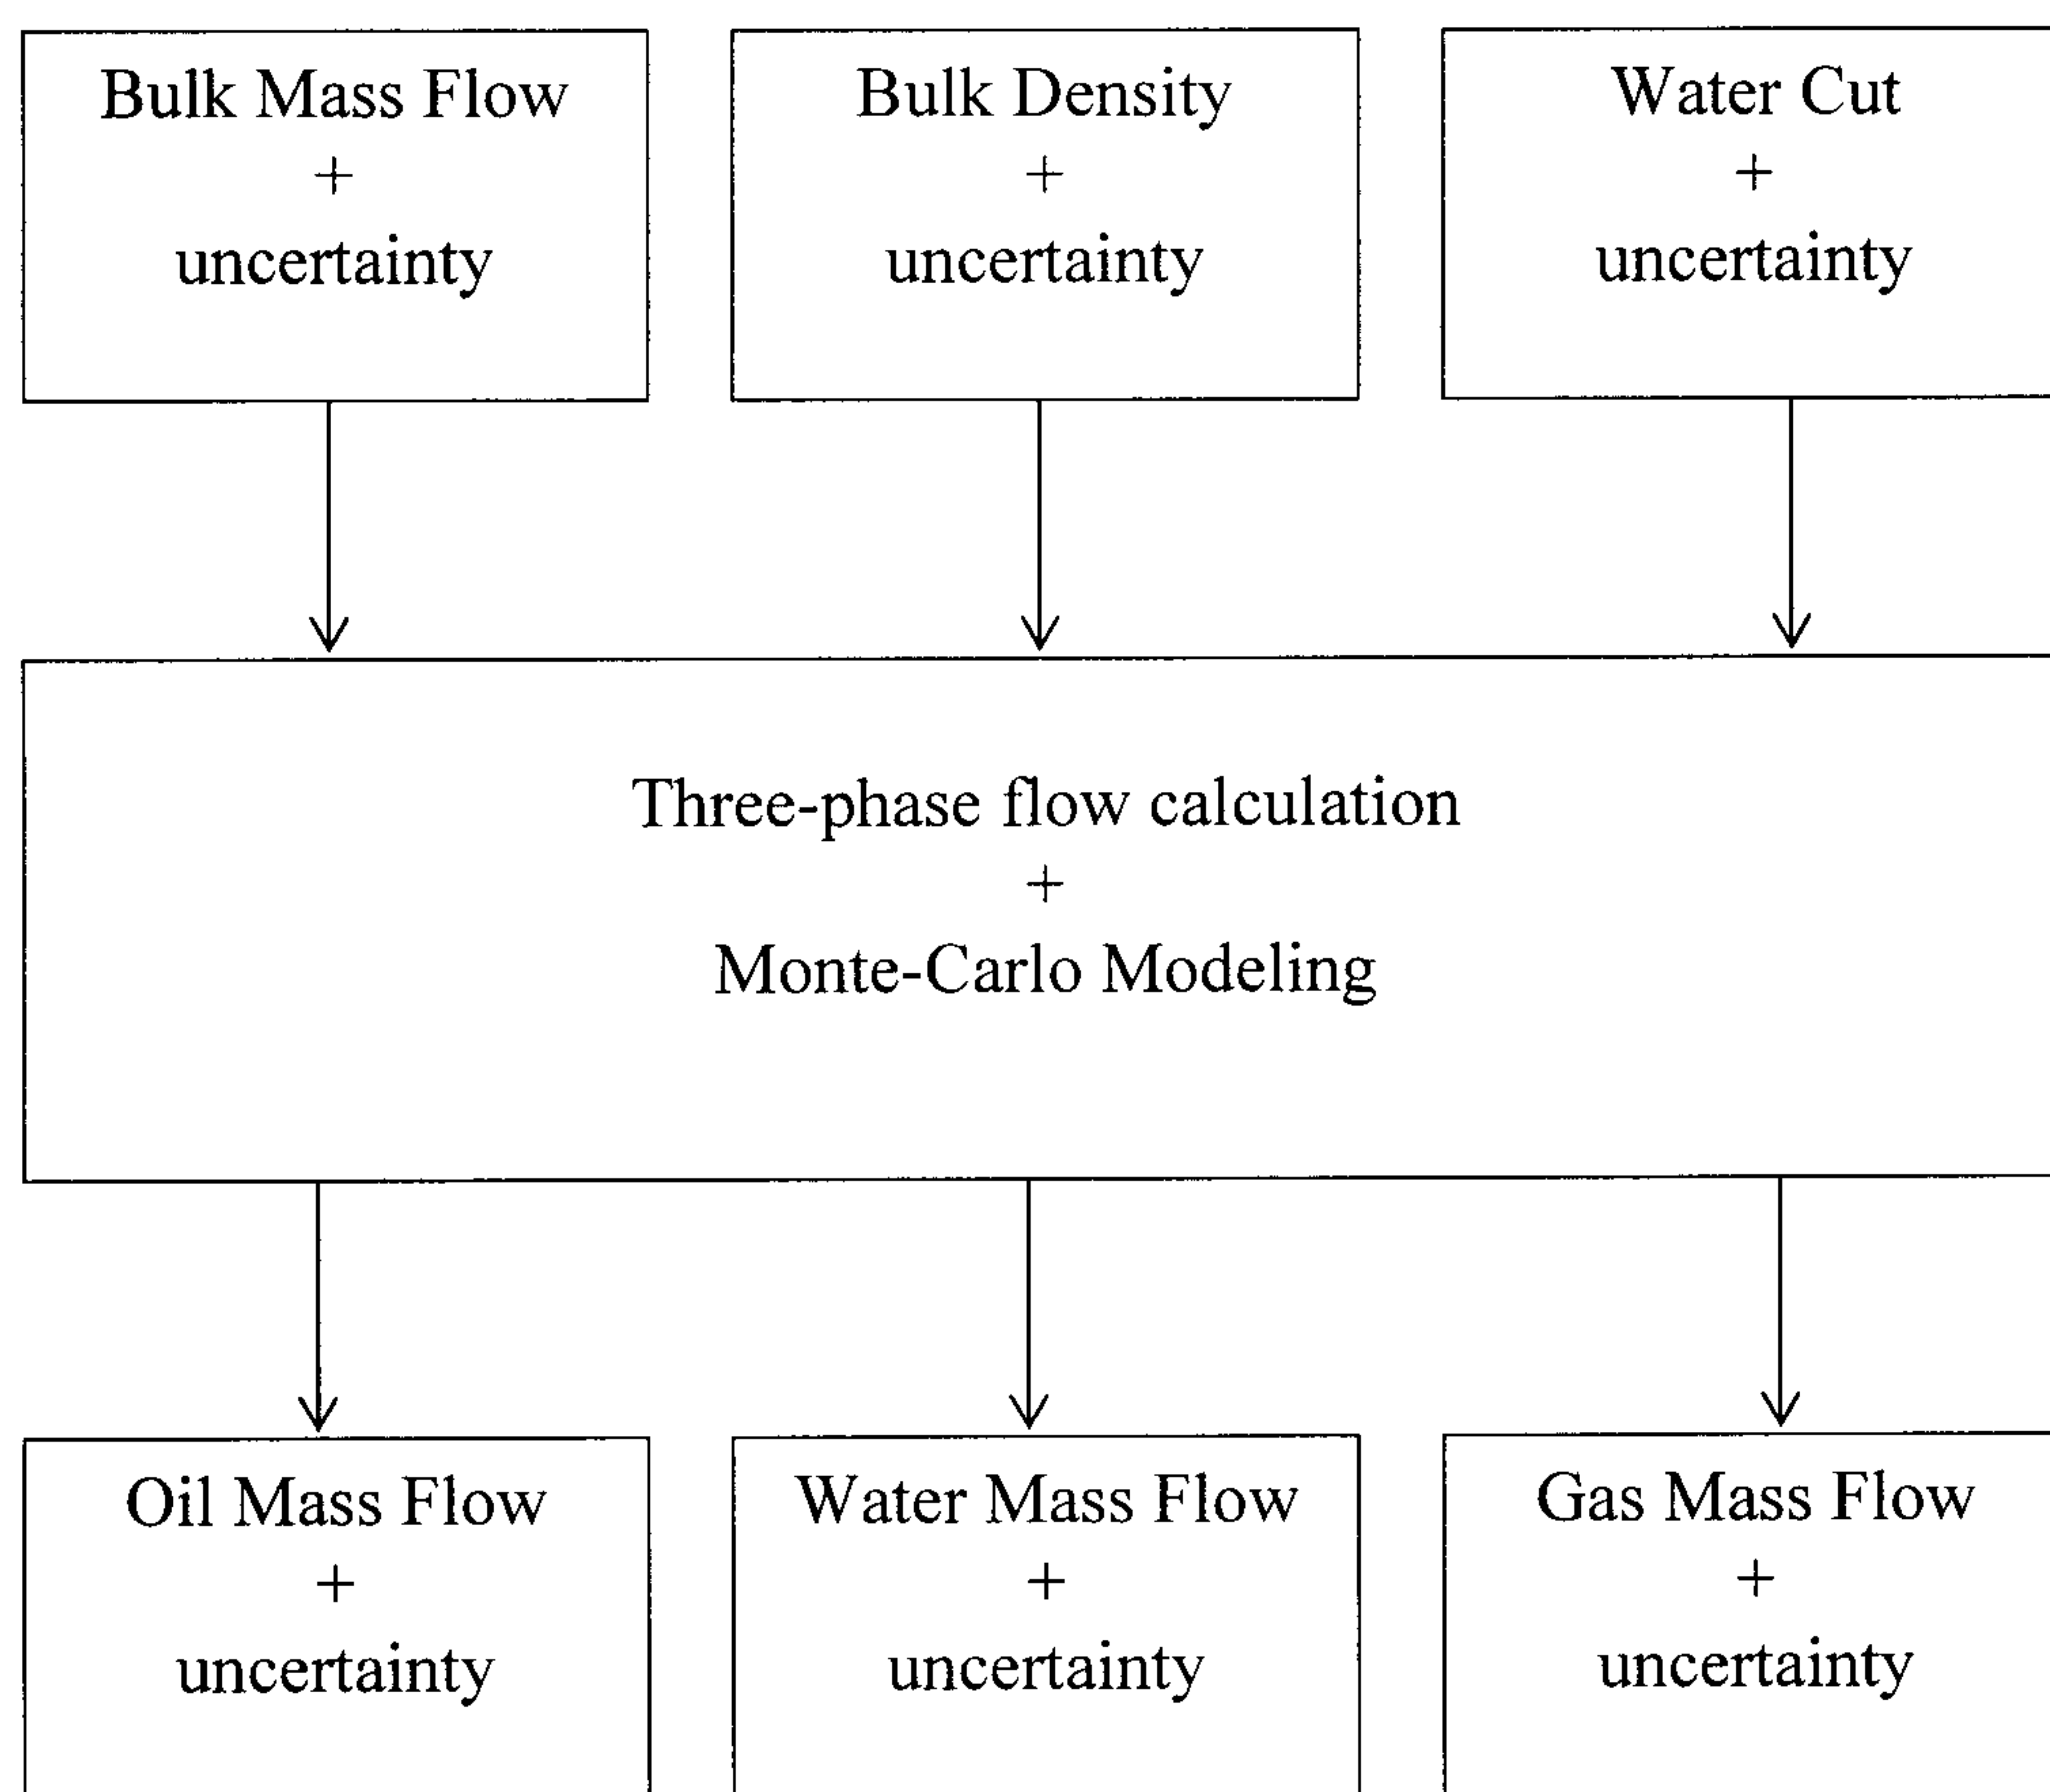 Bulk Mass Flow
+
uncertainty
Bulk Density
+
uncertainty
Water Cut
+
uncertainty
Three-phase flow calculation
+
Monte-Carlo Modeling
Oil Mass Flow
+
uncertainty
Water Mass Flow
+
uncertainty
Gas Mass Flow
+
uncertainty